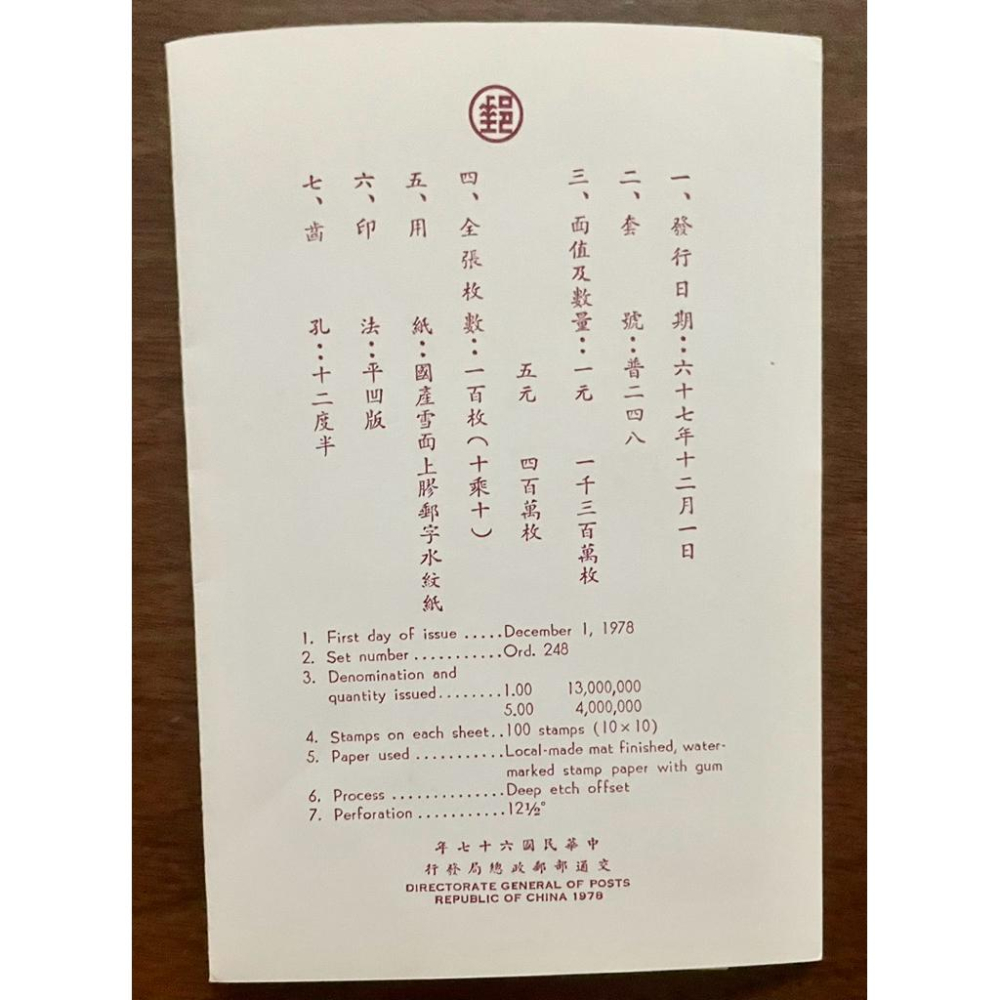 郵
一、發行日期：六十七年十二月一日
二、套號：普二四八
三、面值及數量：一元 一千三百萬枚
五元 四百萬枚
四、全張枚數：一百枚（十乘十）
五、用紙：國產雪面上膠郵字水紋紙
六、印法：平凹版
七、齒孔：十二度半
1. First day of issue .....December 1, 1978
2. Set number ...........Ord. 248
3. Denomination and
quantity issued........1.00 13,000,000
5.00 4,000,000
4. Stamps on each sheet..100 stamps (10×10)
5. Paper used ...........Local-made mat finished, water-
marked stamp paper with gum
6. Process ..............Deep etch offset
7. Perforation ...........12½°
年七十六國民華中
行發局總政郵部通交
DIRECTORATE GENERAL OF POSTS
REPUBLIC OF CHINA 1978